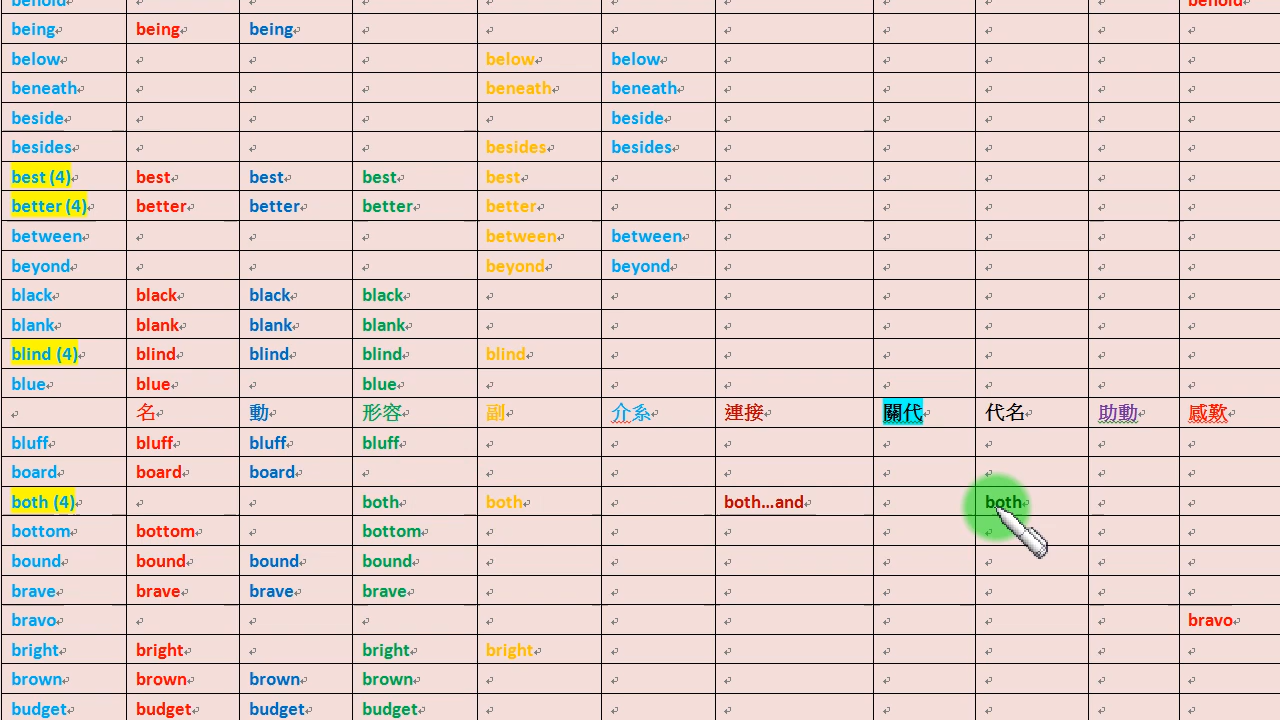 behold behold
being being being
below below below
beneath beneath beneath
beside beside
besides besides besides
best (4) best best best best
better (4) better better better better
between between between
beyond beyond beyond
black black black black
blank blank blank blank
blind (4) blind blind blind blind
blue blue blue
名 動 形容 副 介系 連接 關代 代名 助動 感歎
bluff bluff bluff bluff
board board board
both (4) both both both...and both
bottom bottom bottom
bound bound bound bound
brave brave brave brave
bravo bravo
bright bright bright bright
brown brown brown brown
budget budget budget budget